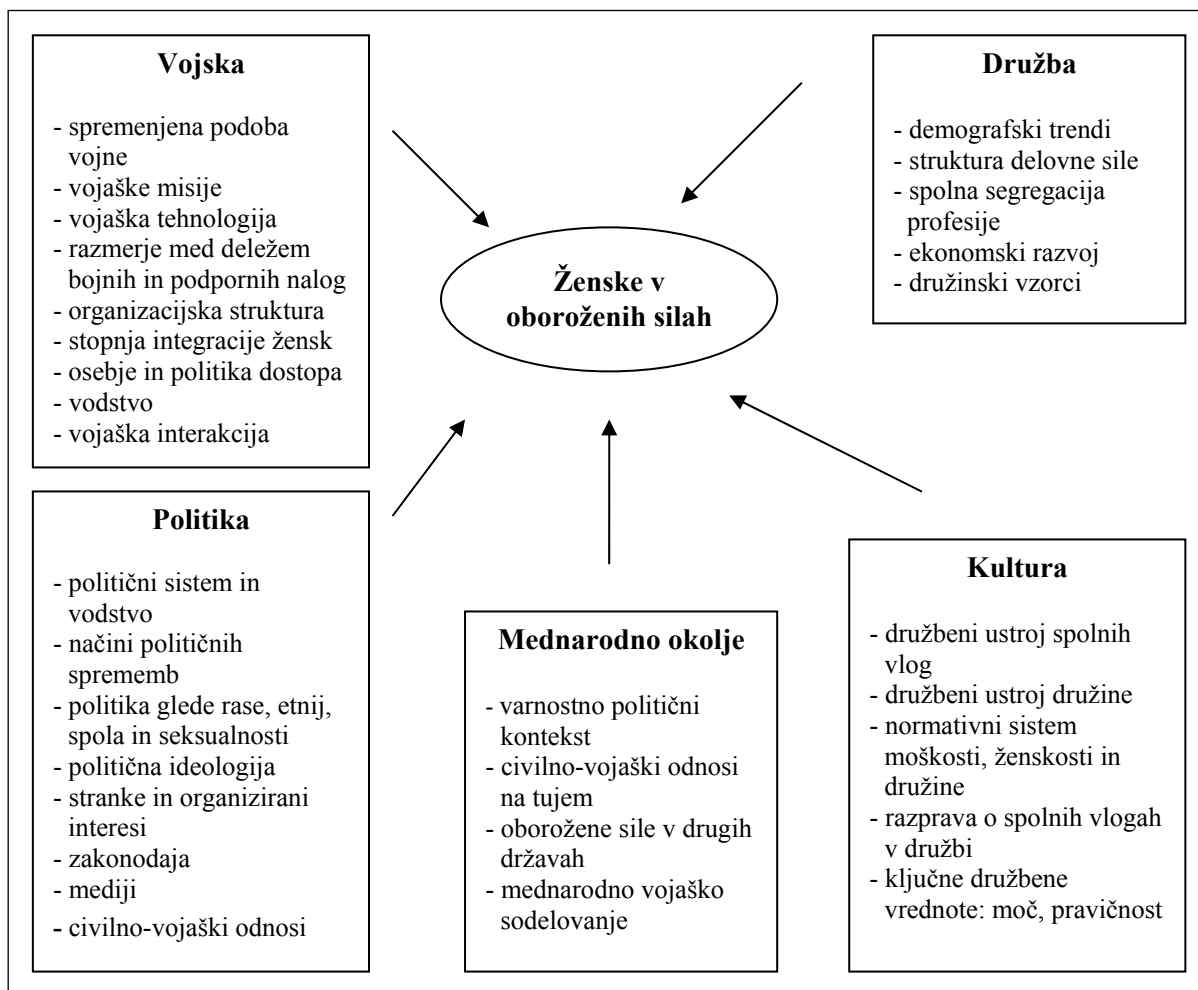 Vojska
- spremenjena podoba
vojne
- vojaške misije
- vojaška tehnologija
- razmerje med deležem
bojnih in podpornih nalog
- organizacijska struktura
- stopnja integracije žensk
- osebje in politika dostopa
- vodstvo
- vojaška interakcija
Družba
- demografski trendi
- struktura delovne sile
- spolna segregacija
profesije
- ekonomski razvoj
- družinski vzorci
Ženske v
oboroženih silah
Politika
- politični sistem in
vodstvo
- načini političnih
sprememb
- politika glede rase, etnij,
spola in seksualnosti
- politična ideologija
- stranke in organizirani
interesi
- zakonodaja
- mediji
- civilno-vojaški odnosi
Mednarodno okolje
- varnostno politični
kontekst
- civilno-vojaški odnosi
na tujem
- oborožene sile v drugih
državah
- mednarodno vojaško
sodelovanje
Kultura
- družbeni ustroj spolnih
vlog
- družbeni ustroj družine
- normativni sistem
moškosti, ženskosti in
družine
- razprava o spolnih vlogah
v družbi
- ključne družbene
vrednote: moč, pravičnost